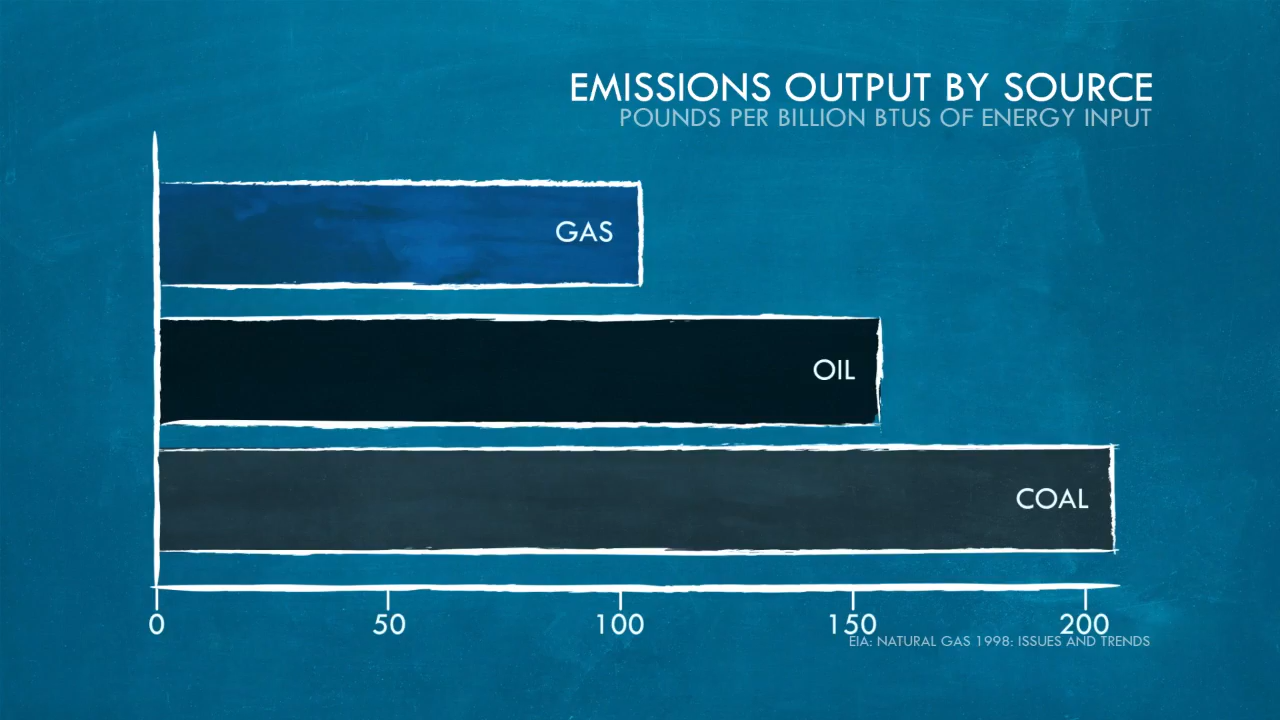 EMISSIONS OUTPUT BY SOURCE
POUNDS PER BILLION BTUS OF ENERGY INPUT
GAS
OIL
COAL
0 50 100 150 200
EIA: NATURAL GAS 1998: ISSUES AND TRENDS